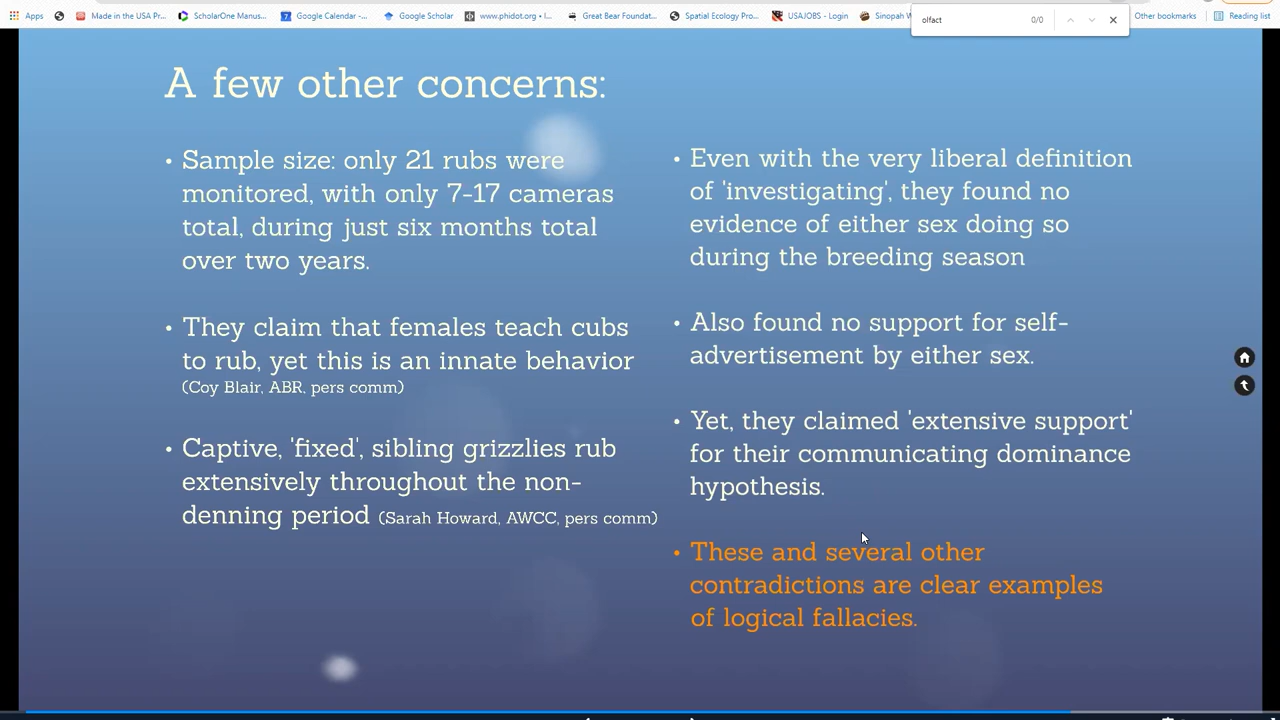 Apps
Made in the USA Pr...
ScholarOne Manus...
Google Calendar -...
Google Scholar
www.phidot.org • I...
Great Bear Foundat...
Spatial Ecology Pro...
USAJOBS - Login
Sinopah W
olfact
0/0
Other bookmarks
Reading list
A few other concerns:
• Sample size: only 21 rubs were
monitored, with only 7-17 cameras
total, during just six months total
over two years.
• They claim that females teach cubs
to rub, yet this is an innate behavior
(Coy Blair, ABR, pers comm)
• Captive, 'fixed', sibling grizzlies rub
extensively throughout the non-
denning period (Sarah Howard, AWCC, pers comm)
• Even with the very liberal definition
of 'investigating', they found no
evidence of either sex doing so
during the breeding season
• Also found no support for self-
advertisement by either sex.
• Yet, they claimed 'extensive support'
for their communicating dominance
hypothesis.
• These and several other
contradictions are clear examples
of logical fallacies.